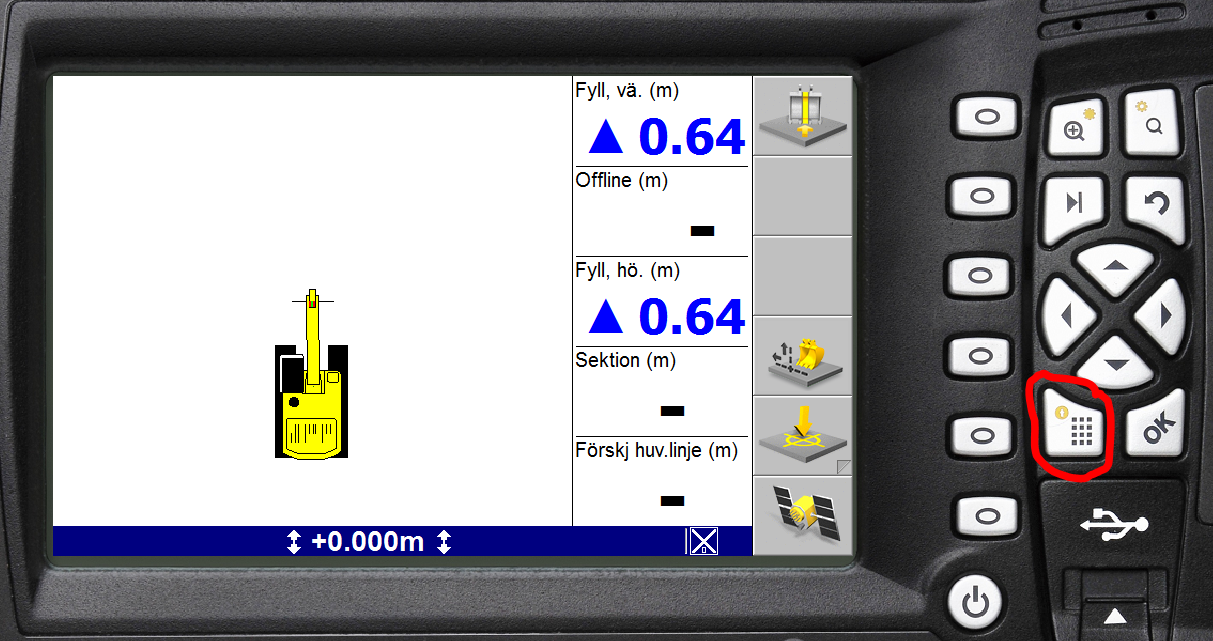 Fyll, vä. (m)
▲ 0.64
Offline (m)
-
Fyll, hö. (m)
▲ 0.64
Sektion (m)
-
Förskj huv.linje (m)
-
+0.000m
OK